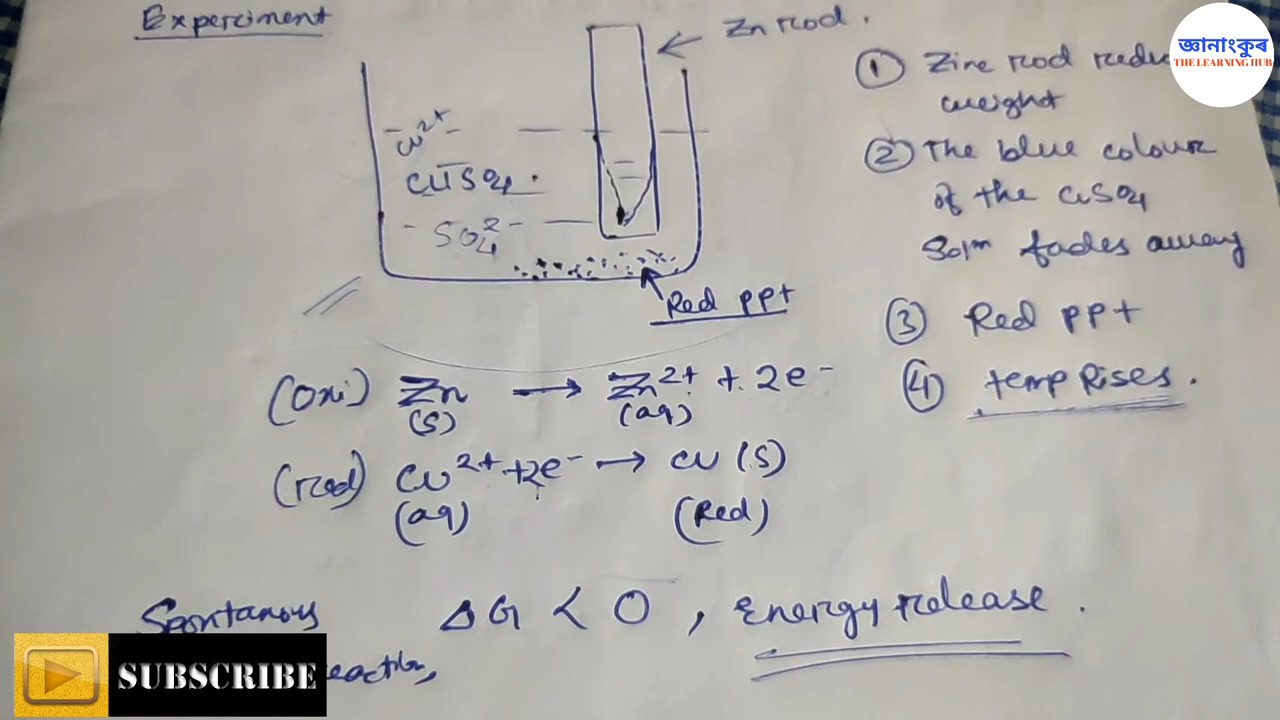 Experiment
Zn rod.
Cu2+
CuSO4.
SO4 2-
Red ppt
① Zinc rod
weight
② The blue colour
of the CuSO4
Soln fades away
③ Red ppt
④ temp Rises.
(Oxi) Zn → Zn2+ + 2e-
(s) (aq)
(red) Cu2+ + 2e- → Cu (s)
(aq) (Red)
Spontanous ΔG < 0, Energy release.
জ্ঞানাংকুৰ
THE LEARNING HUB
SUBSCRIBE